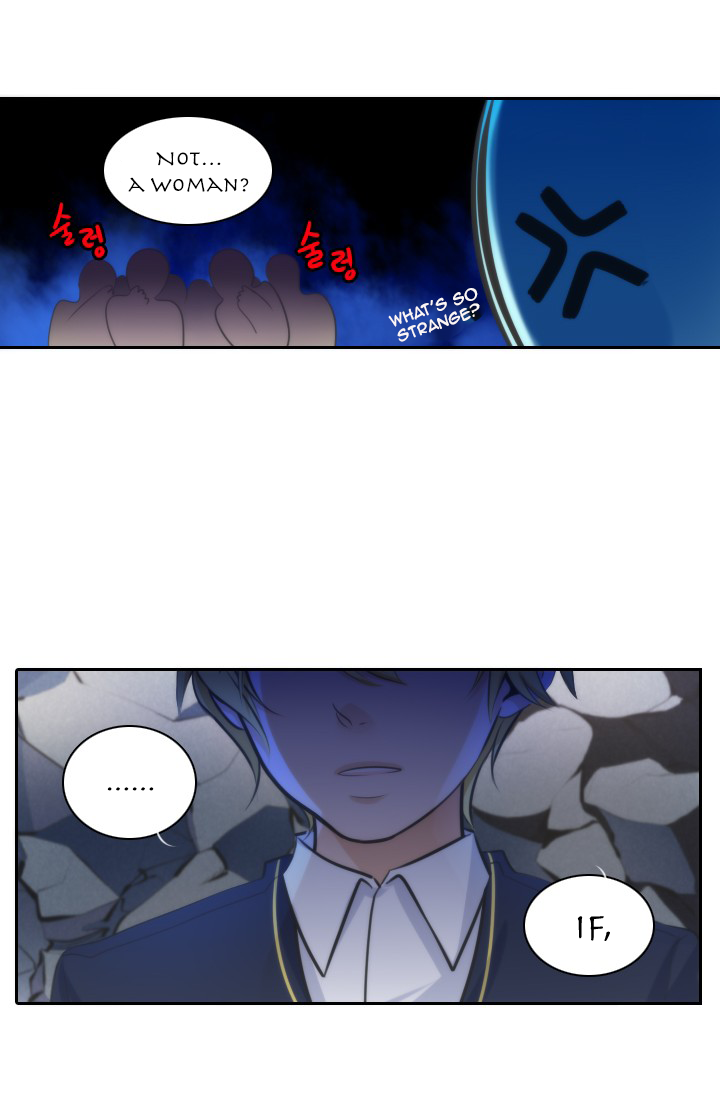 NOT...
A WOMAN?
술렁
술렁
WHAT'S SO
STRANGE?
......
IF,